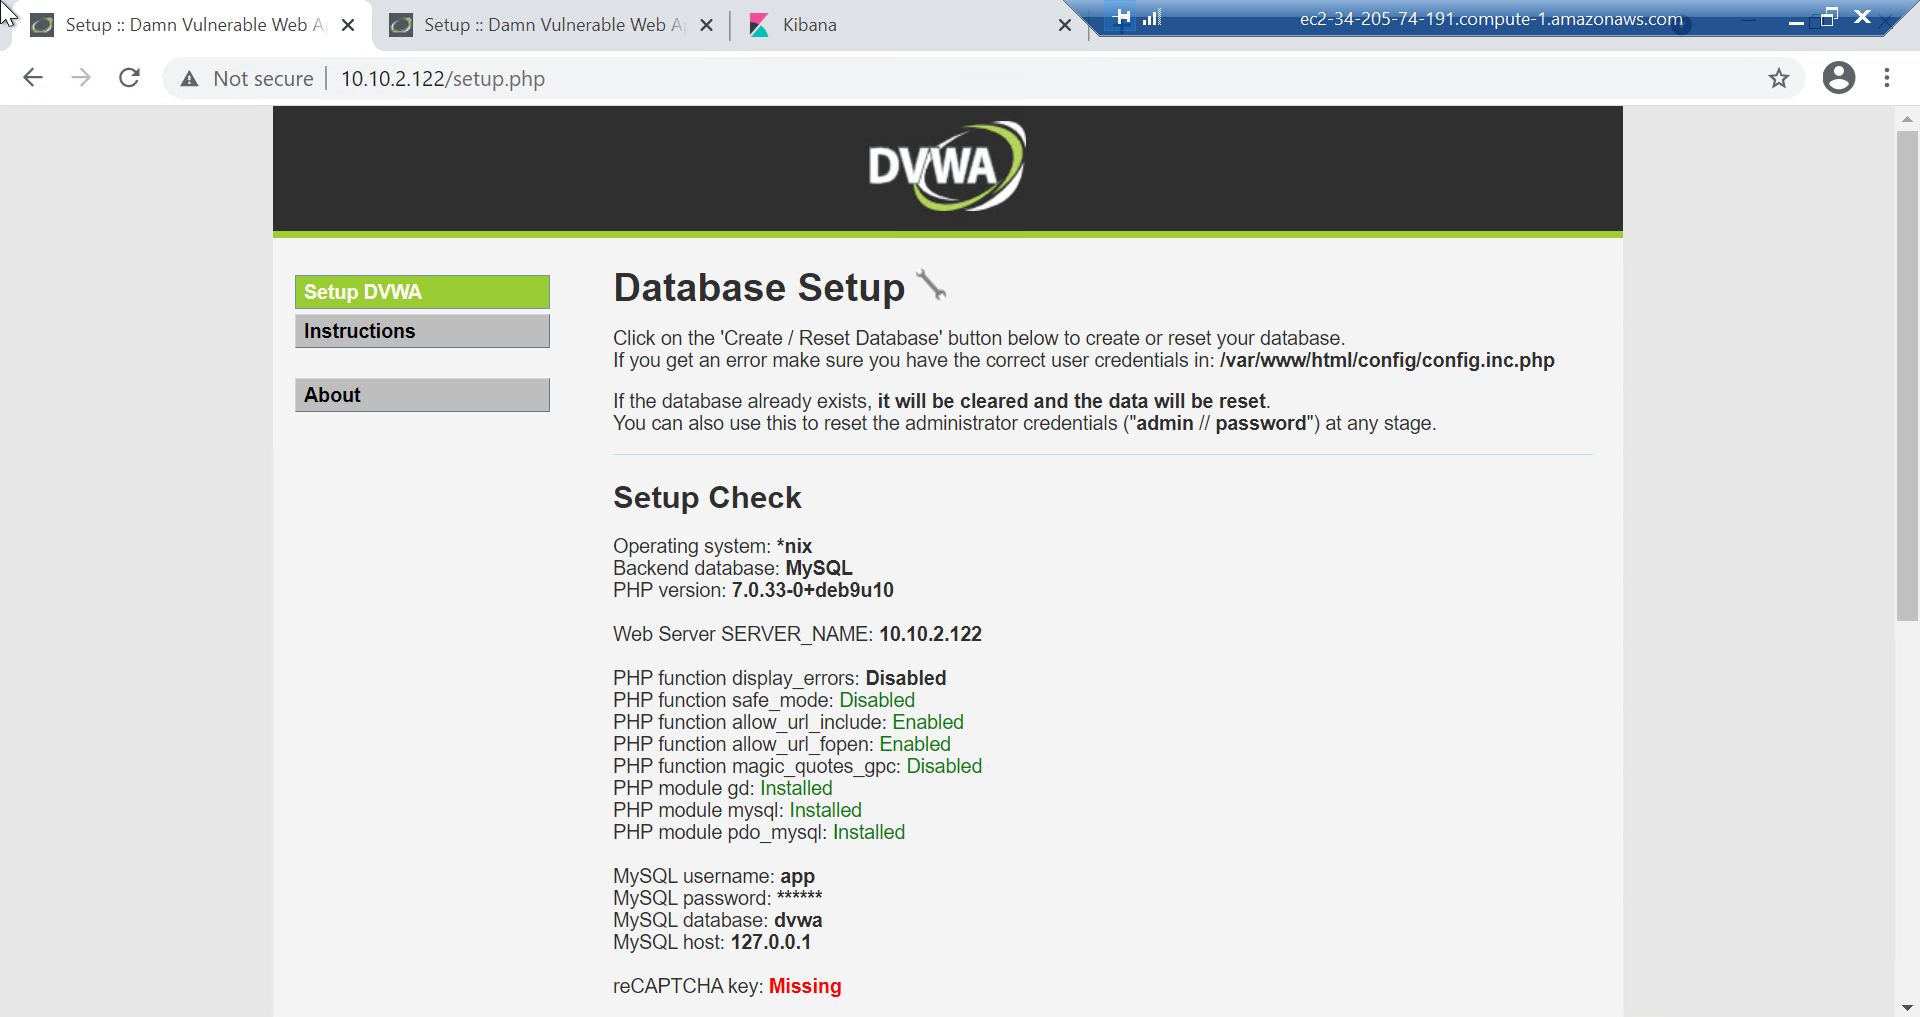 Setup :: Damn Vulnerable Web A
Setup :: Damn Vulnerable Web A
Kibana
ec2-34-205-74-191.compute-1.amazonaws.com
Not secure
10.10.2.122/setup.php
DVWA
Setup DVWA
Instructions
About
Database Setup
Click on the 'Create / Reset Database' button below to create or reset your database.
If you get an error make sure you have the correct user credentials in: /var/www/html/config/config.inc.php
If the database already exists, it will be cleared and the data will be reset.
You can also use this to reset the administrator credentials ("admin // password") at any stage.
Setup Check
Operating system: *nix
Backend database: MySQL
PHP version: 7.0.33-0+deb9u10
Web Server SERVER_NAME: 10.10.2.122
PHP function display_errors: Disabled
PHP function safe_mode: Disabled
PHP function allow_url_include: Enabled
PHP function allow_url_fopen: Enabled
PHP function magic_quotes_gpc: Disabled
PHP module gd: Installed
PHP module mysql: Installed
PHP module pdo_mysql: Installed
MySQL username: app
MySQL password: ******
MySQL database: dvwa
MySQL host: 127.0.0.1
reCAPTCHA key: Missing